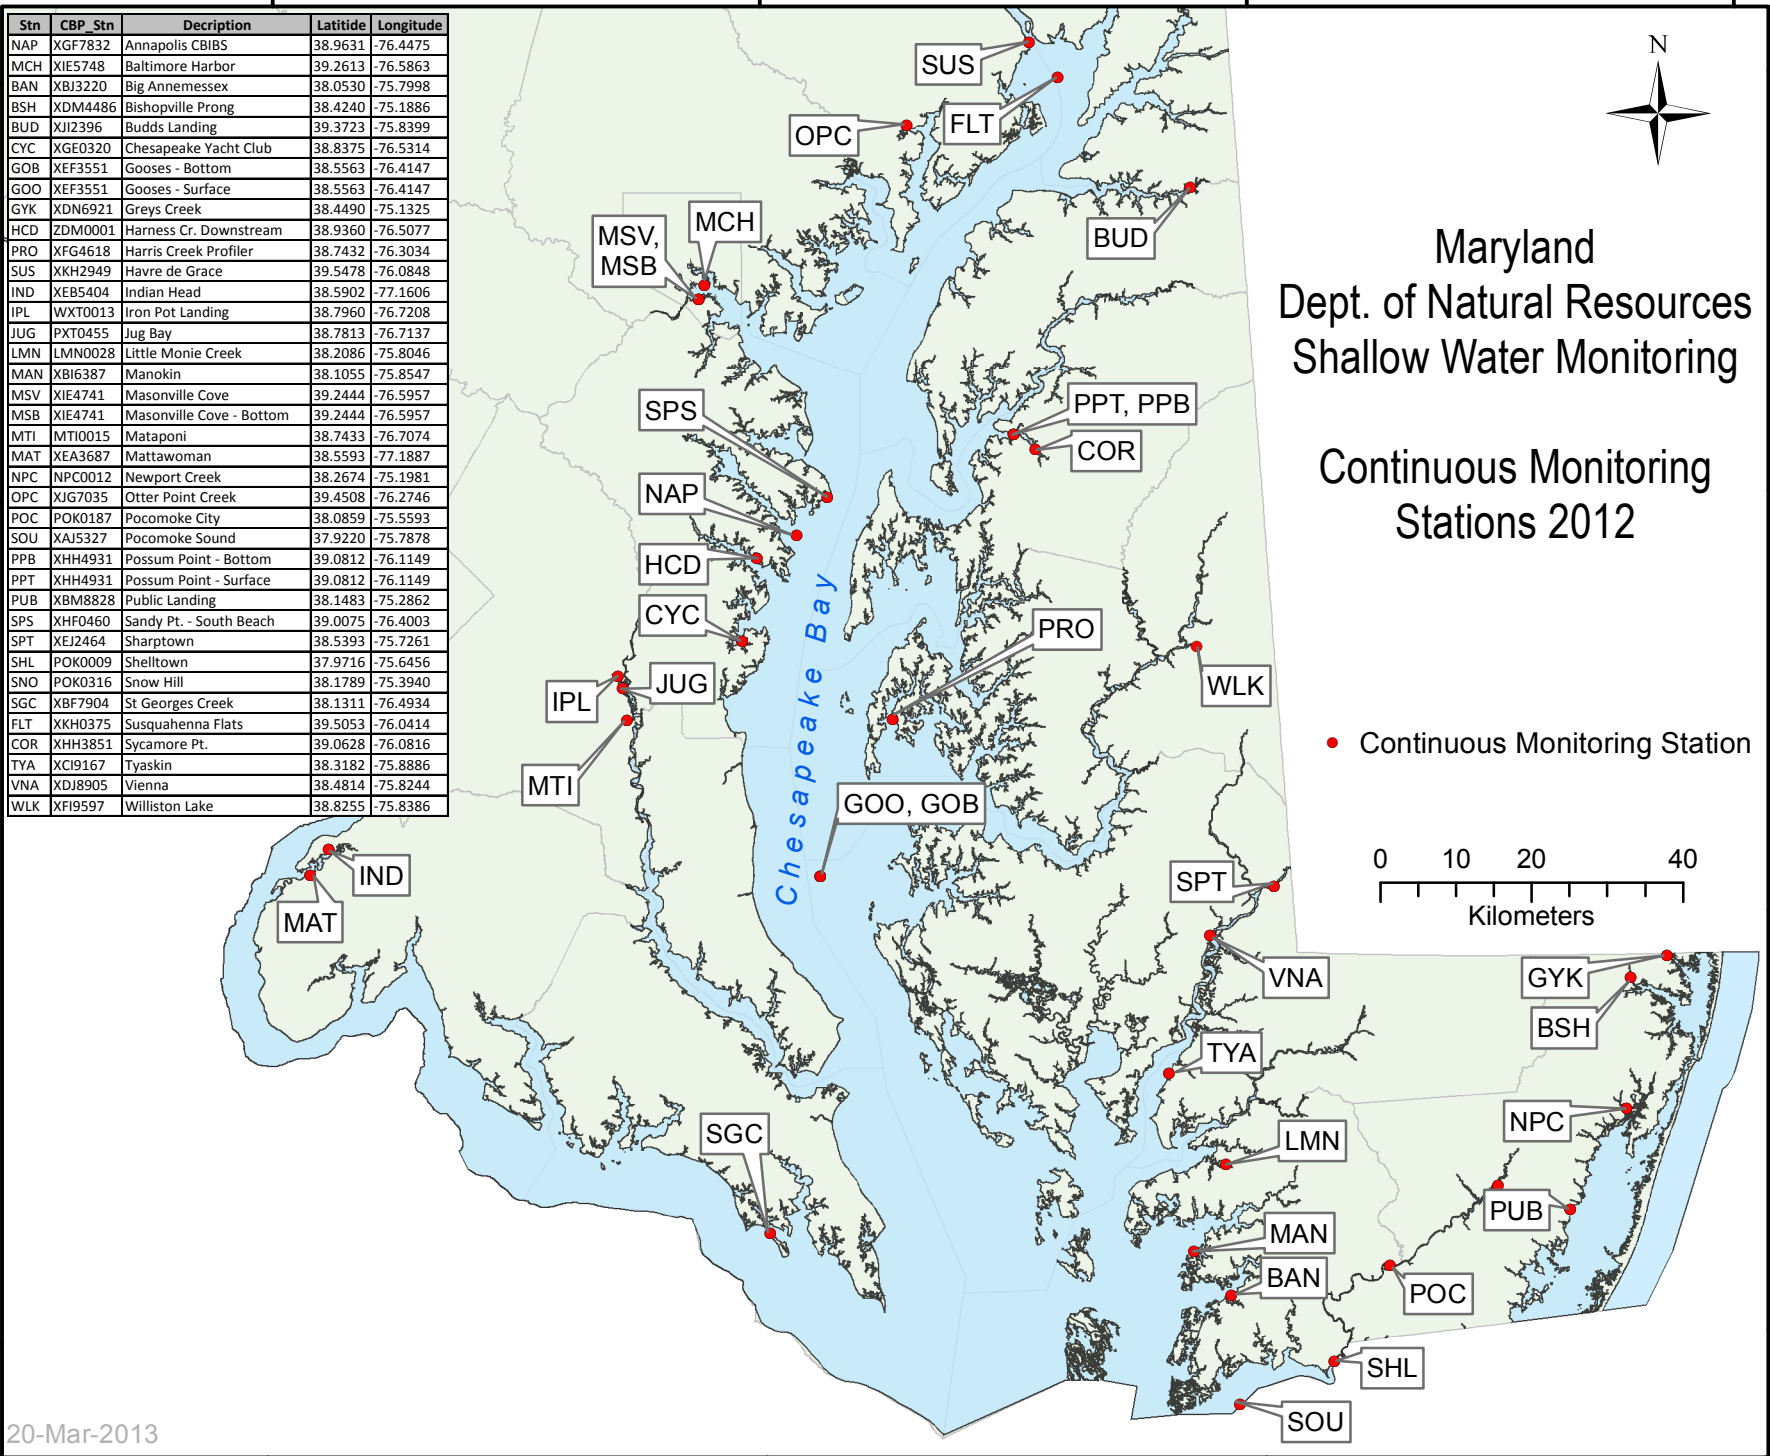 Stn CBP_Stn Decription Latitide Longitude
NAP XGF7832 Annapolis CBIBS 38.9631 -76.4475
MCH XIE5748 Baltimore Harbor 39.2613 -76.5863
BAN XBJ3220 Big Annemessex 38.0530 -75.7998
BSH XDM4486 Bishopville Prong 38.4240 -75.1886
BUD XJI2396 Budds Landing 39.3723 -75.8399
CYC XGE0320 Chesapeake Yacht Club 38.8375 -76.5314
GOB XEF3551 Gooses - Bottom 38.5563 -76.4147
GOO XEF3551 Gooses - Surface 38.5563 -76.4147
GYK XDN6921 Greys Creek 38.4490 -75.1325
HCD ZDM0001 Harness Cr. Downstream 38.9360 -76.5077
PRO XFG4618 Harris Creek Profiler 38.7432 -76.3034
SUS XKH2949 Havre de Grace 39.5478 -76.0848
IND XEB5404 Indian Head 38.5902 -77.1606
IPL WXT0013 Iron Pot Landing 38.7960 -76.7208
JUG PXT0455 Jug Bay 38.7813 -76.7137
LMN LMN0028 Little Monie Creek 38.2086 -75.8046
MAN XBI6387 Manokin 38.1055 -75.8547
MSV XIE4741 Masonville Cove 39.2444 -76.5957
MSB XIE4741 Masonville Cove - Bottom 39.2444 -76.5957
MTI MTI0015 Mataponi 38.7433 -76.7074
MAT XEA3687 Mattawoman 38.5593 -77.1887
NPC NPC0012 Newport Creek 38.2674 -75.1981
OPC XJG7035 Otter Point Creek 39.4508 -76.2746
POC POK0187 Pocomoke City 38.0859 -75.5593
SOU XAJ5327 Pocomoke Sound 37.9220 -75.7878
PPB XHH4931 Possum Point - Bottom 39.0812 -76.1149
PPT XHH4931 Possum Point - Surface 39.0812 -76.1149
PUB XBM8828 Public Landing 38.1483 -75.2862
SPS XHF0460 Sandy Pt. - South Beach 39.0075 -76.4003
SPT XEJ2464 Sharptown 38.5393 -75.7261
SHL POK0009 Shelltown 37.9716 -75.6456
SNO POK0316 Snow Hill 38.1789 -75.3940
SGC XBF7904 St Georges Creek 38.1311 -76.4934
FLT XKH0375 Susquahenna Flats 39.5053 -76.0414
COR XHH3851 Sycamore Pt. 39.0628 -76.0816
TYA XCI9167 Tyaskin 38.3182 -75.8886
VNA XDJ8905 Vienna 38.4814 -75.8244
WLK XFI9597 Williston Lake 38.8255 -75.8386
N
Maryland
Dept. of Natural Resources
Shallow Water Monitoring
Continuous Monitoring
Stations 2012
Continuous Monitoring Station
0 10 20 40
Kilometers
SUS
FLT
OPC
BUD
MCH
MSV,
MSB
SPS
PPT, PPB
COR
NAP
HCD
CYC
PRO
WLK
IPL
JUG
MTI
Chesapeake Bay
GOO, GOB
IND
MAT
SPT
VNA
GYK
BSH
TYA
NPC
SGC
LMN
PUB
MAN
BAN
POC
SHL
SOU
20-Mar-2013